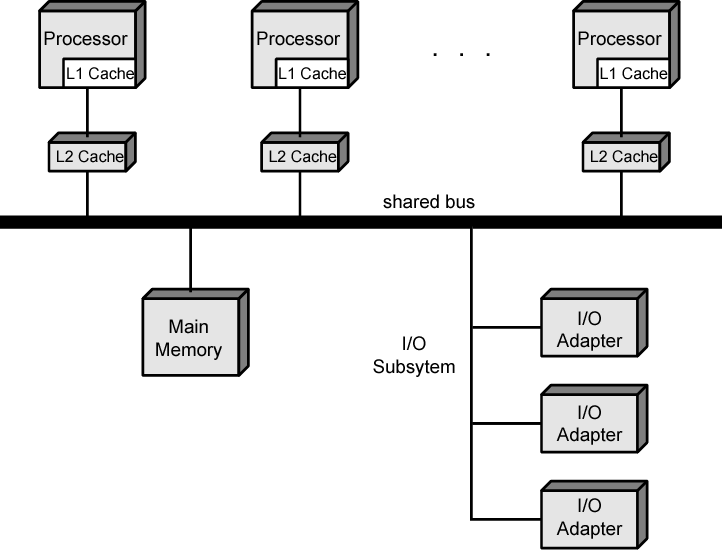 Processor
L1 Cache
Processor
L1 Cache
. . .
Processor
L1 Cache
L2 Cache
L2 Cache
L2 Cache
shared bus
Main
Memory
I/O
Subsytem
I/O
Adapter
I/O
Adapter
I/O
Adapter